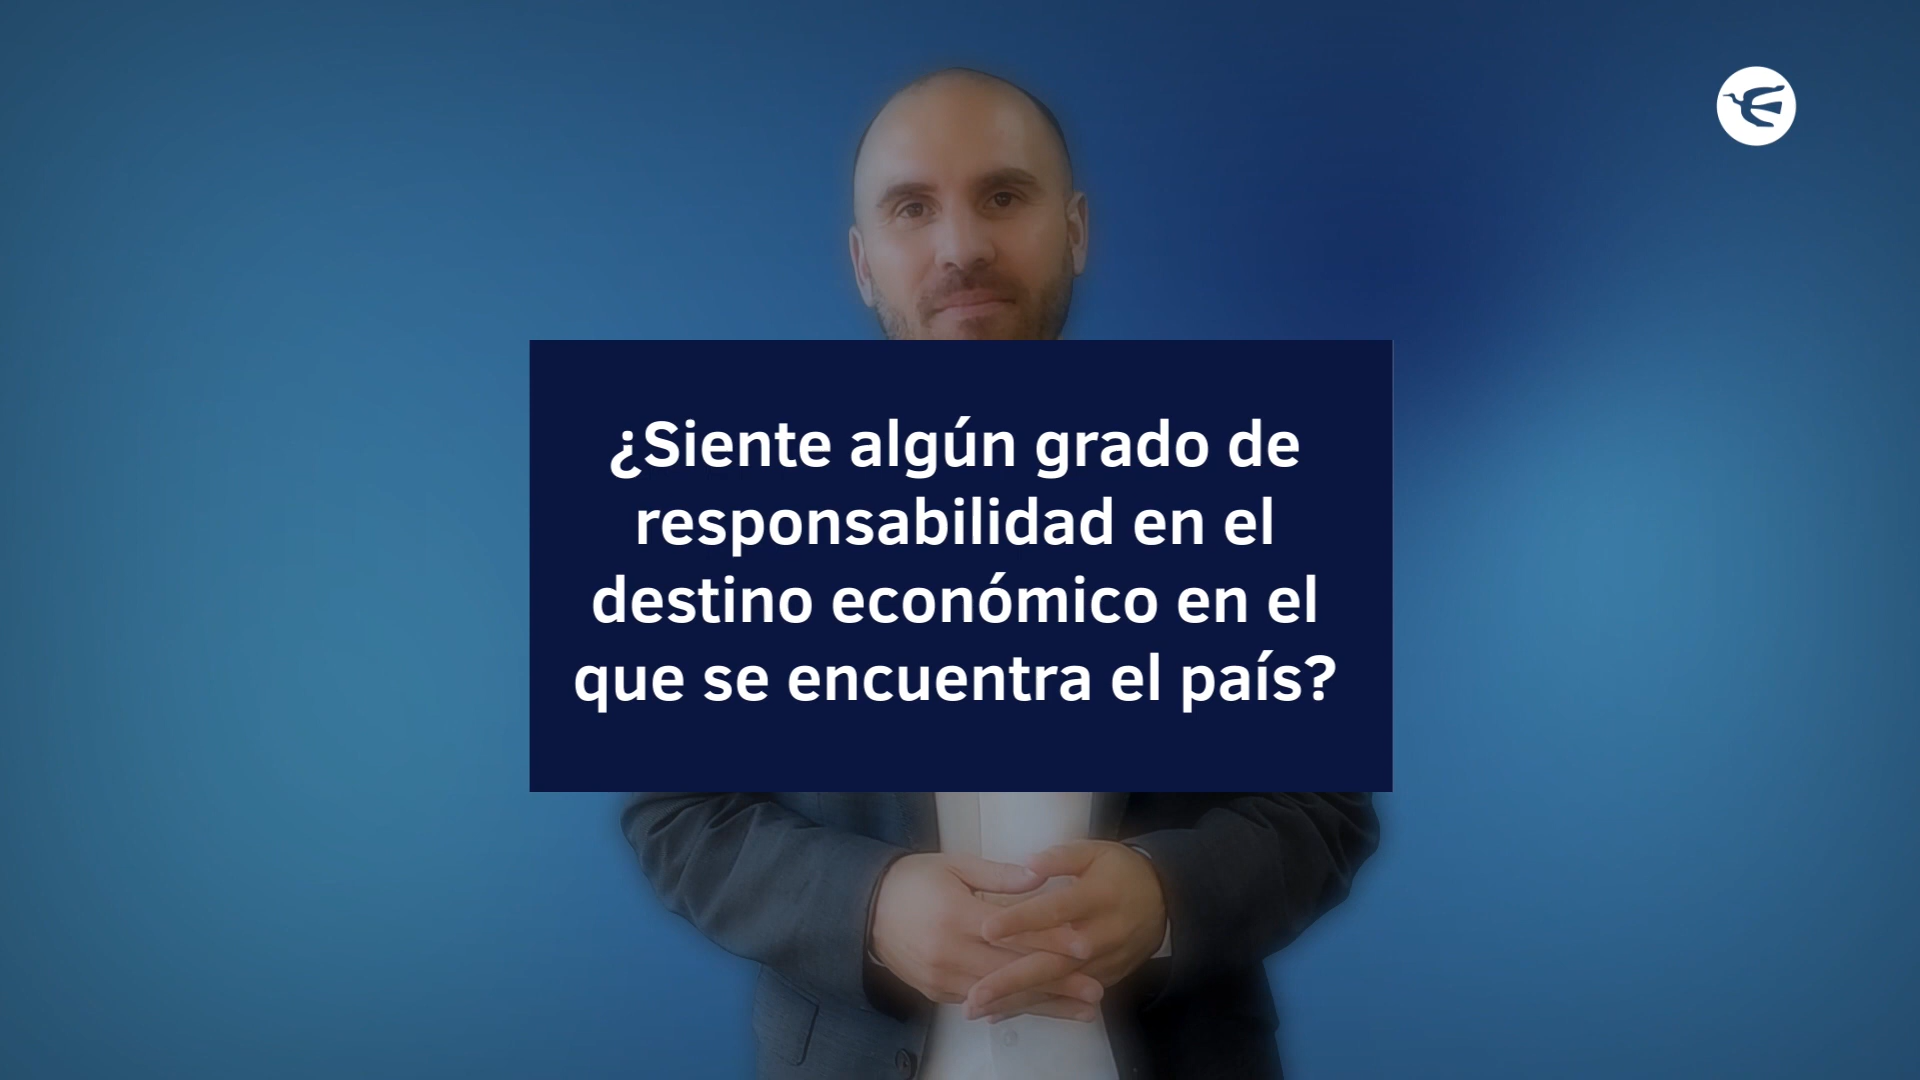 ¿Siente algún grado de
responsabilidad en el
destino económico en el
que se encuentra el país?